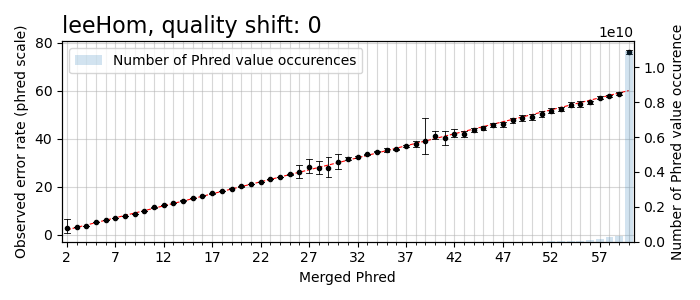 leeHom, quality shift: 0
1e10
Number of Phred value occurences
Observed error rate (phred scale)
80
60
40
20
0
1.0
0.8
0.6
0.4
0.2
0.0
Number of Phred value occurence
2 7 12 17 22 27 32 37 42 47 52 57
Merged Phred